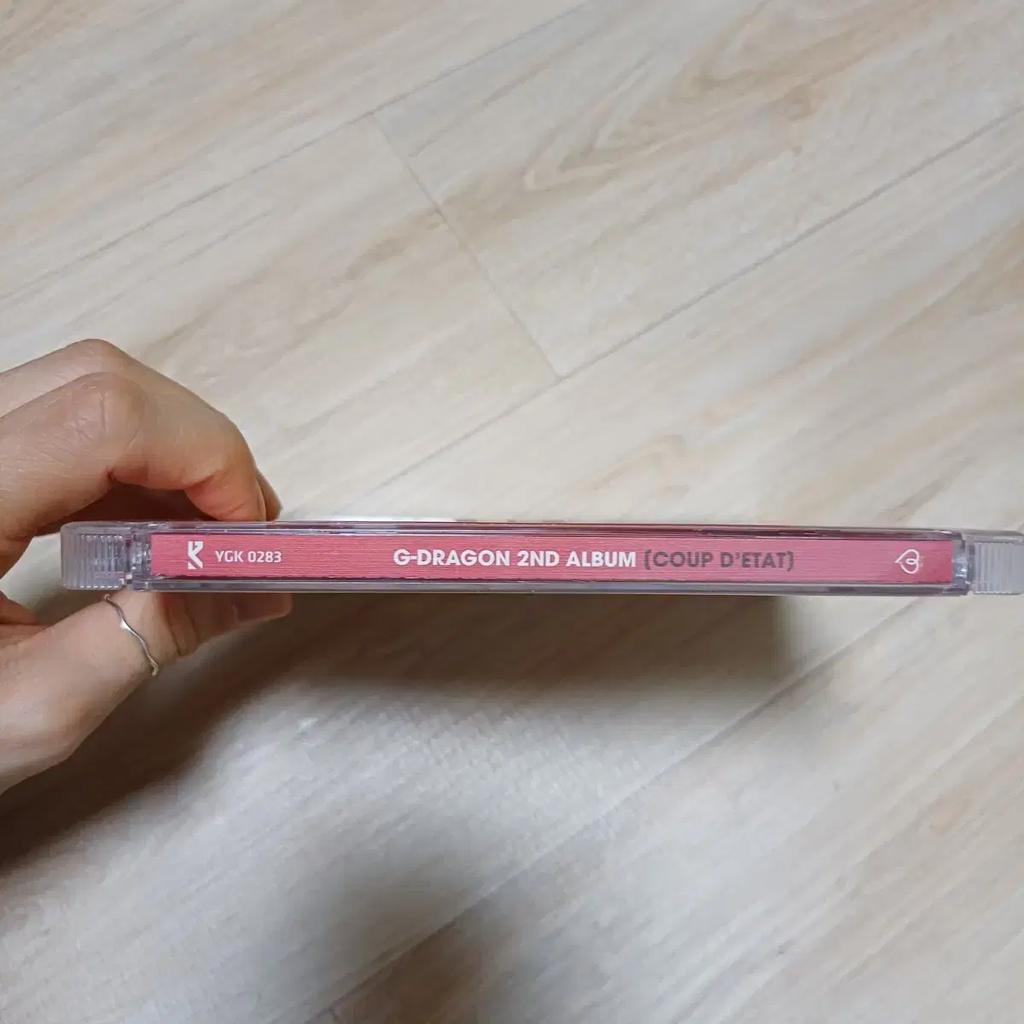 YGK 0283 G-DRAGON 2ND ALBUM (COUP D'ETAT)